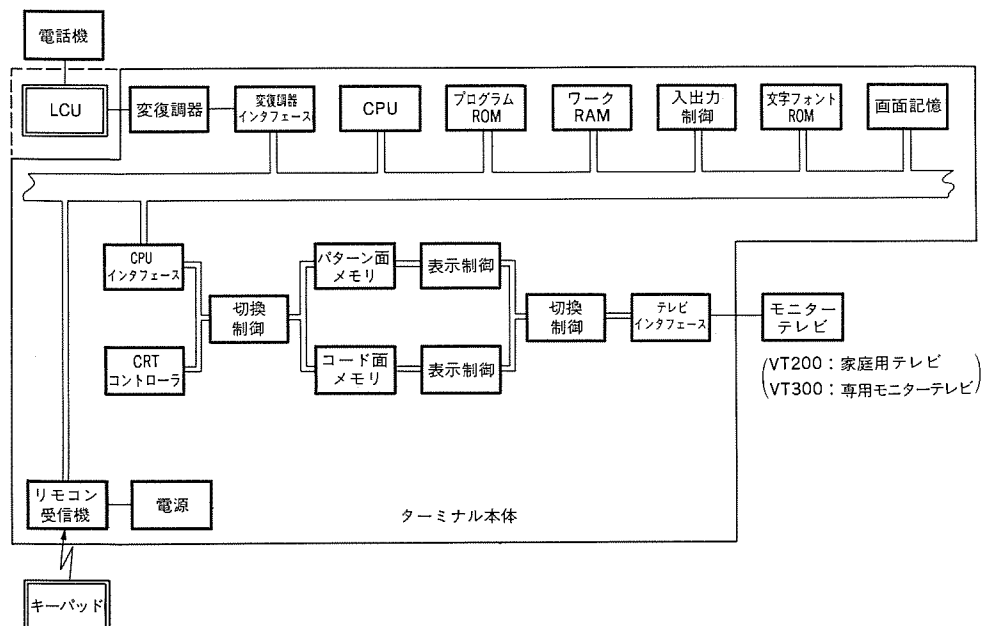 電話機
LCU
変復調器
変復調器
インタフェース
CPU
プログラム
ROM
ワーク
RAM
入出力
制御
文字フォント
ROM
画面記憶
CPU
インタフェース
パターン面
メモリ
表示制御
切換
制御
切換
制御
テレビ
インタフェース
モニター
テレビ
CRT
コントローラ
コード面
メモリ
表示制御
(VT200：家庭用テレビ
VT300：専用モニターテレビ)
リモコン
受信機
電源
ターミナル本体
キーパッド